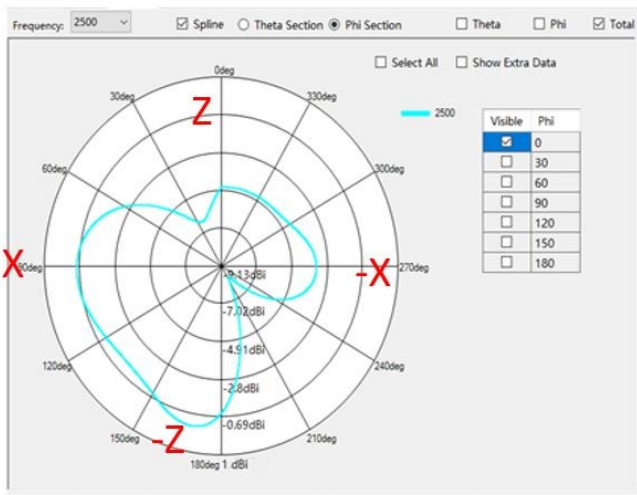 Frequency: 2500 Spline Theta Section Phi Section Theta Phi Total
Select All Show Extra Data
0deg
30deg 330deg
Z
2500
Visible Phi
0
30
60
90
120
150
180
60deg 300deg
X 90deg -X 270deg
-9.13dBi
-7.02dBi
-4.91dBi
-2.8dBi
-0.69dBi
120deg 240deg
150deg -Z 210deg
180deg 1 dBi